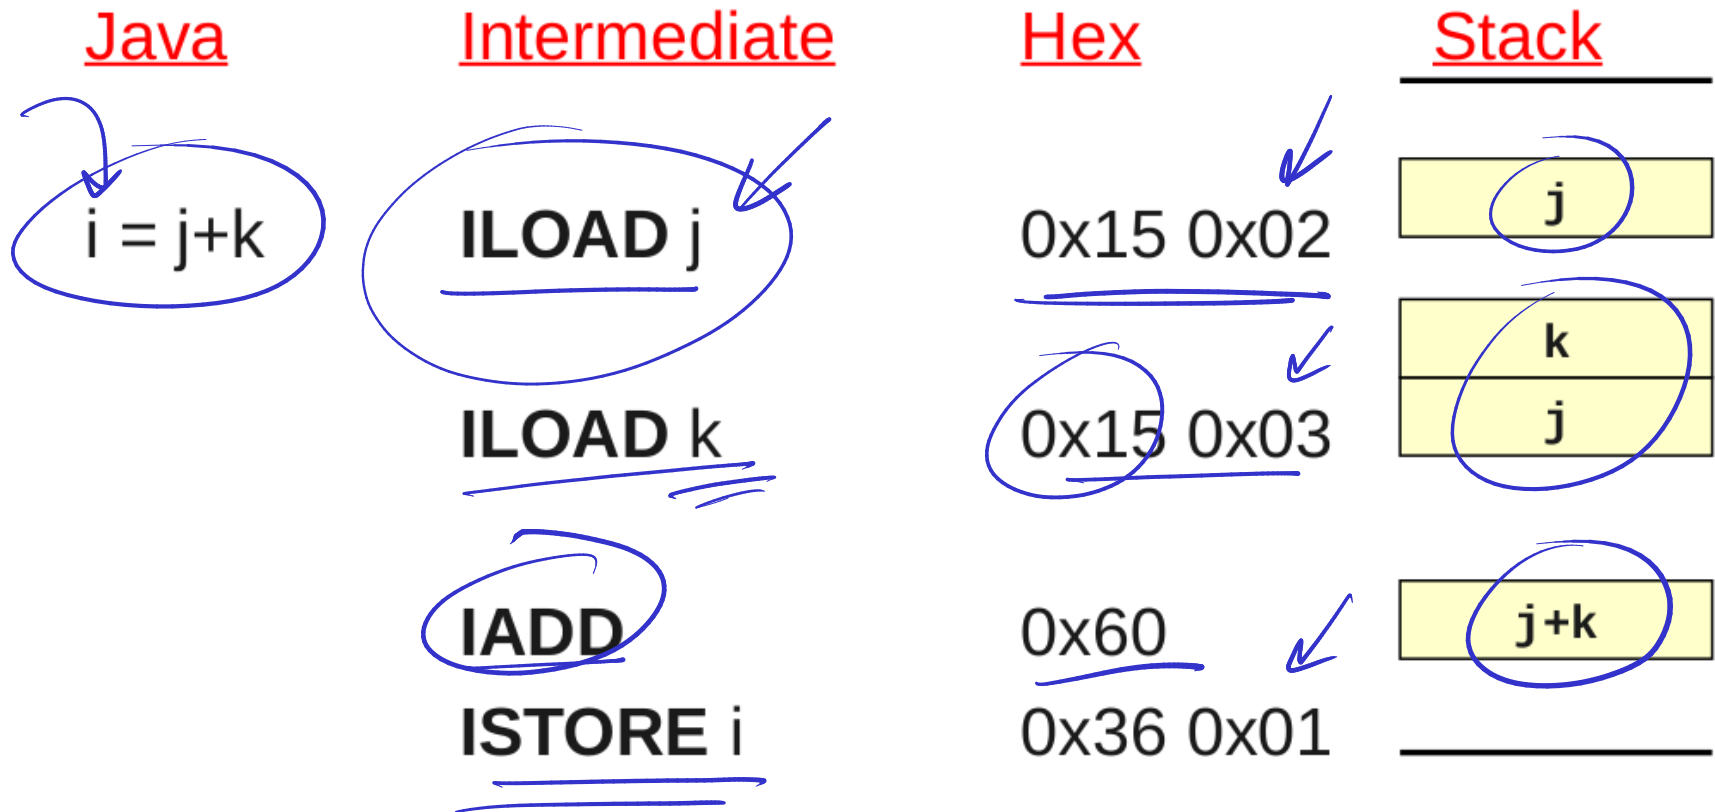 Java Intermediate Hex Stack
i = j+k ILOAD j 0x15 0x02 j
k
ILOAD k 0x15 0x03 j
IADD 0x60 j+k
ISTORE i 0x36 0x01